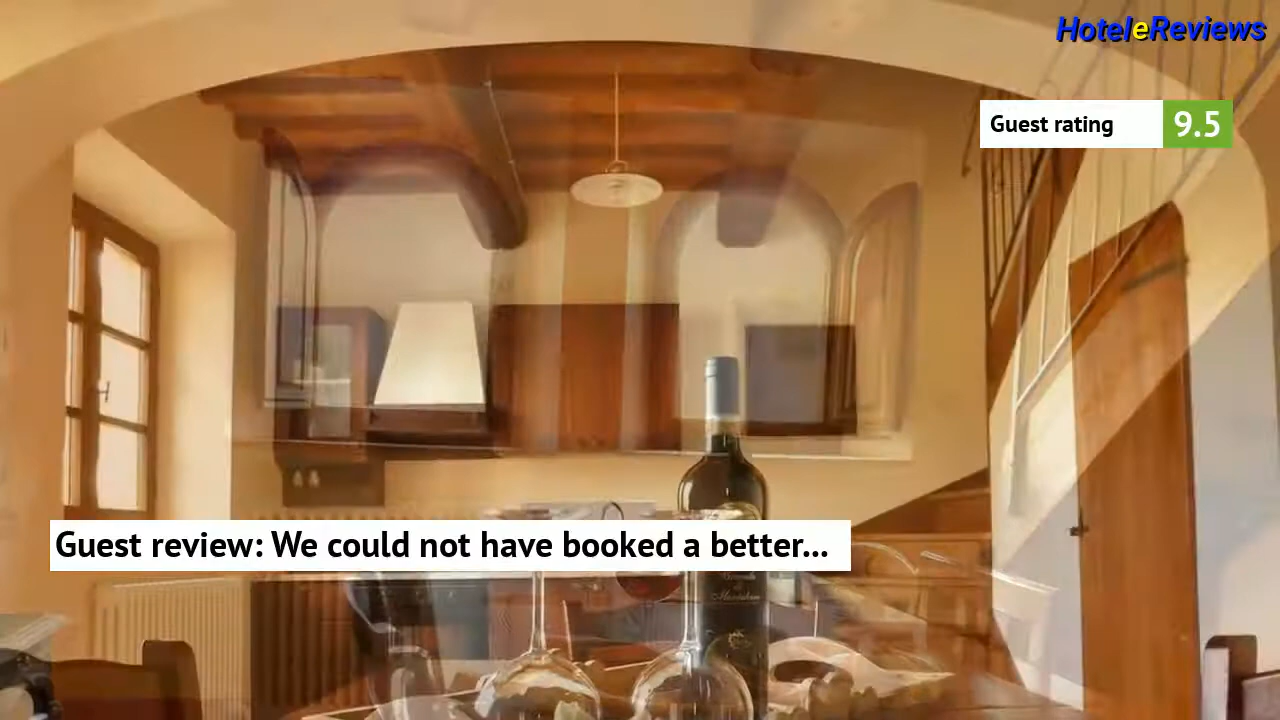 HoteleReviews
Guest rating 9.5
Guest review: We could not have booked a better...